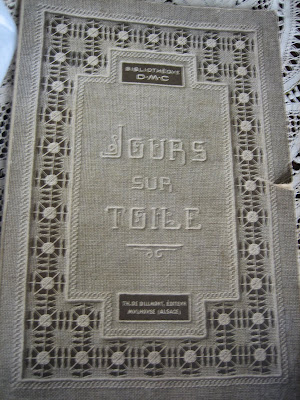 BIBLIOTHÈQUE
D·M·C
JOURS
SUR
TOILE
TH. DE DILLMONT, ÉDITEUR
MULHOUSE (ALSACE)